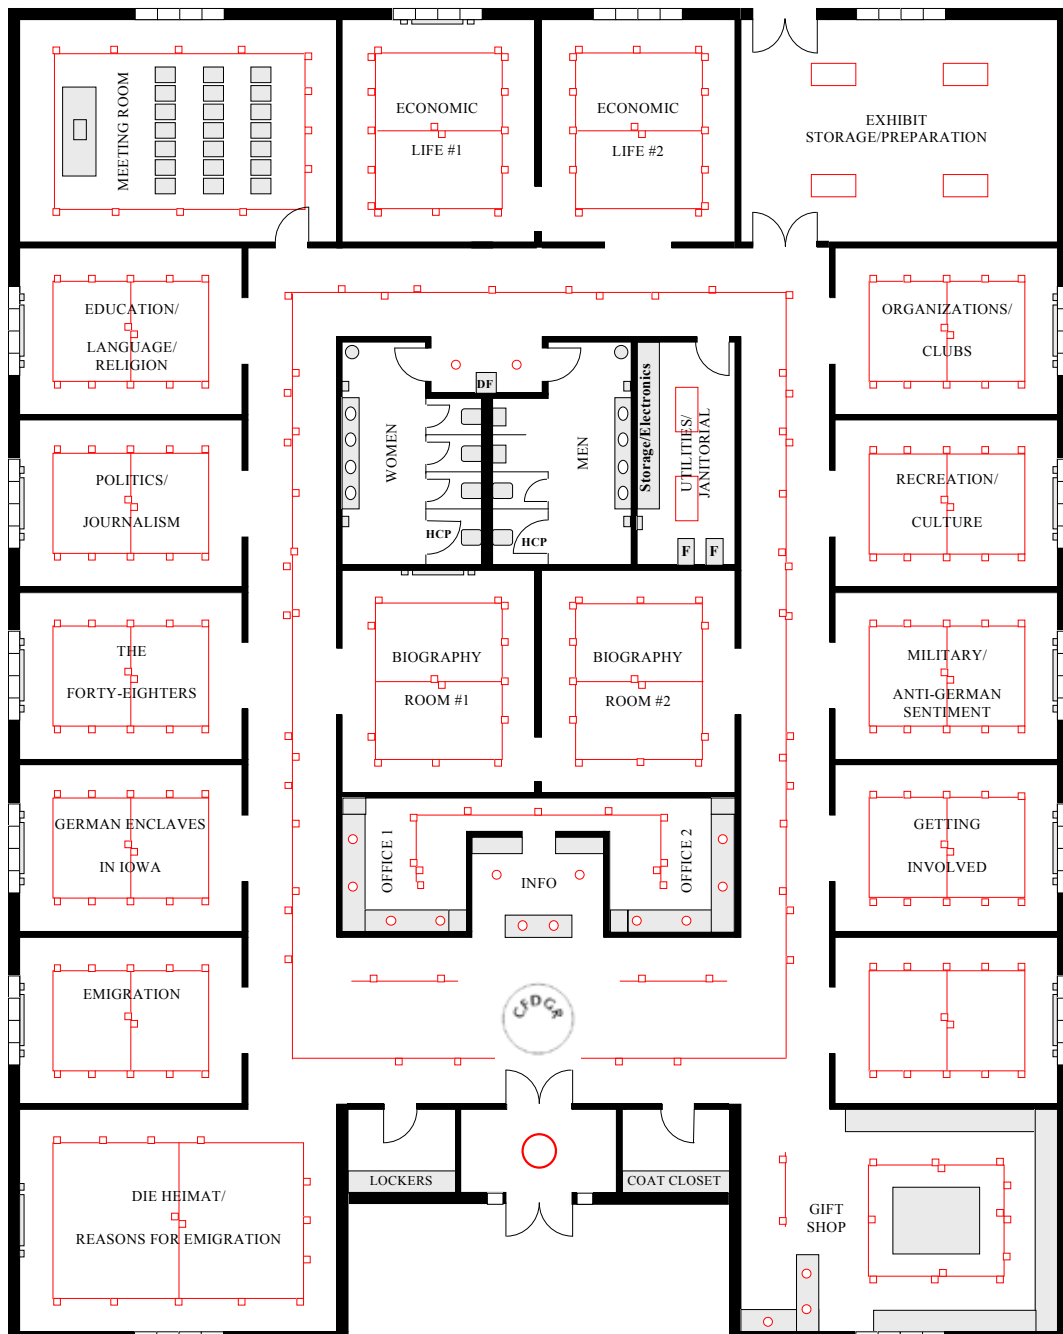 MEETING ROOM
ECONOMIC
LIFE #1
ECONOMIC
LIFE #2
EXHIBIT
STORAGE/PREPARATION
EDUCATION/
LANGUAGE/
RELIGION
ORGANIZATIONS/
CLUBS
DF
WOMEN
MEN
Storage/Electronics
UTILITIES/
JANITORIAL
HCP
HCP
F
F
POLITICS/
JOURNALISM
RECREATION/
CULTURE
THE
FORTY-EIGHTERS
BIOGRAPHY
ROOM #1
BIOGRAPHY
ROOM #2
MILITARY/
ANTI-GERMAN
SENTIMENT
GERMAN ENCLAVES
IN IOWA
OFFICE 1
INFO
OFFICE 2
GETTING
INVOLVED
EMIGRATION
CFDGR
LOCKERS
COAT CLOSET
DIE HEIMAT/
REASONS FOR EMIGRATION
GIFT
SHOP